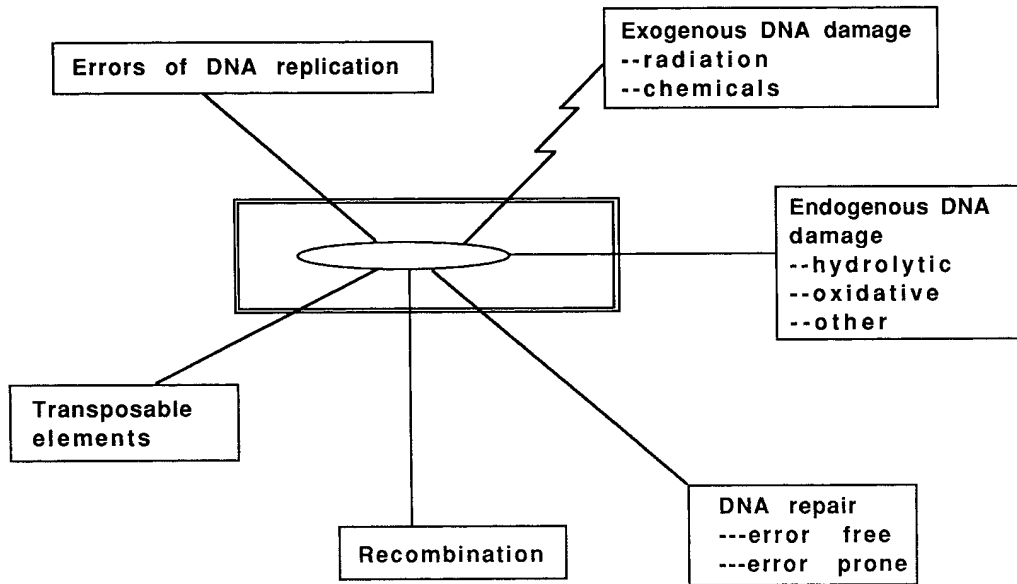 Errors of DNA replication
Exogenous DNA damage
--radiation
--chemicals
Endogenous DNA
damage
--hydrolytic
--oxidative
--other
Transposable
elements
Recombination
DNA repair
---error free
---error prone